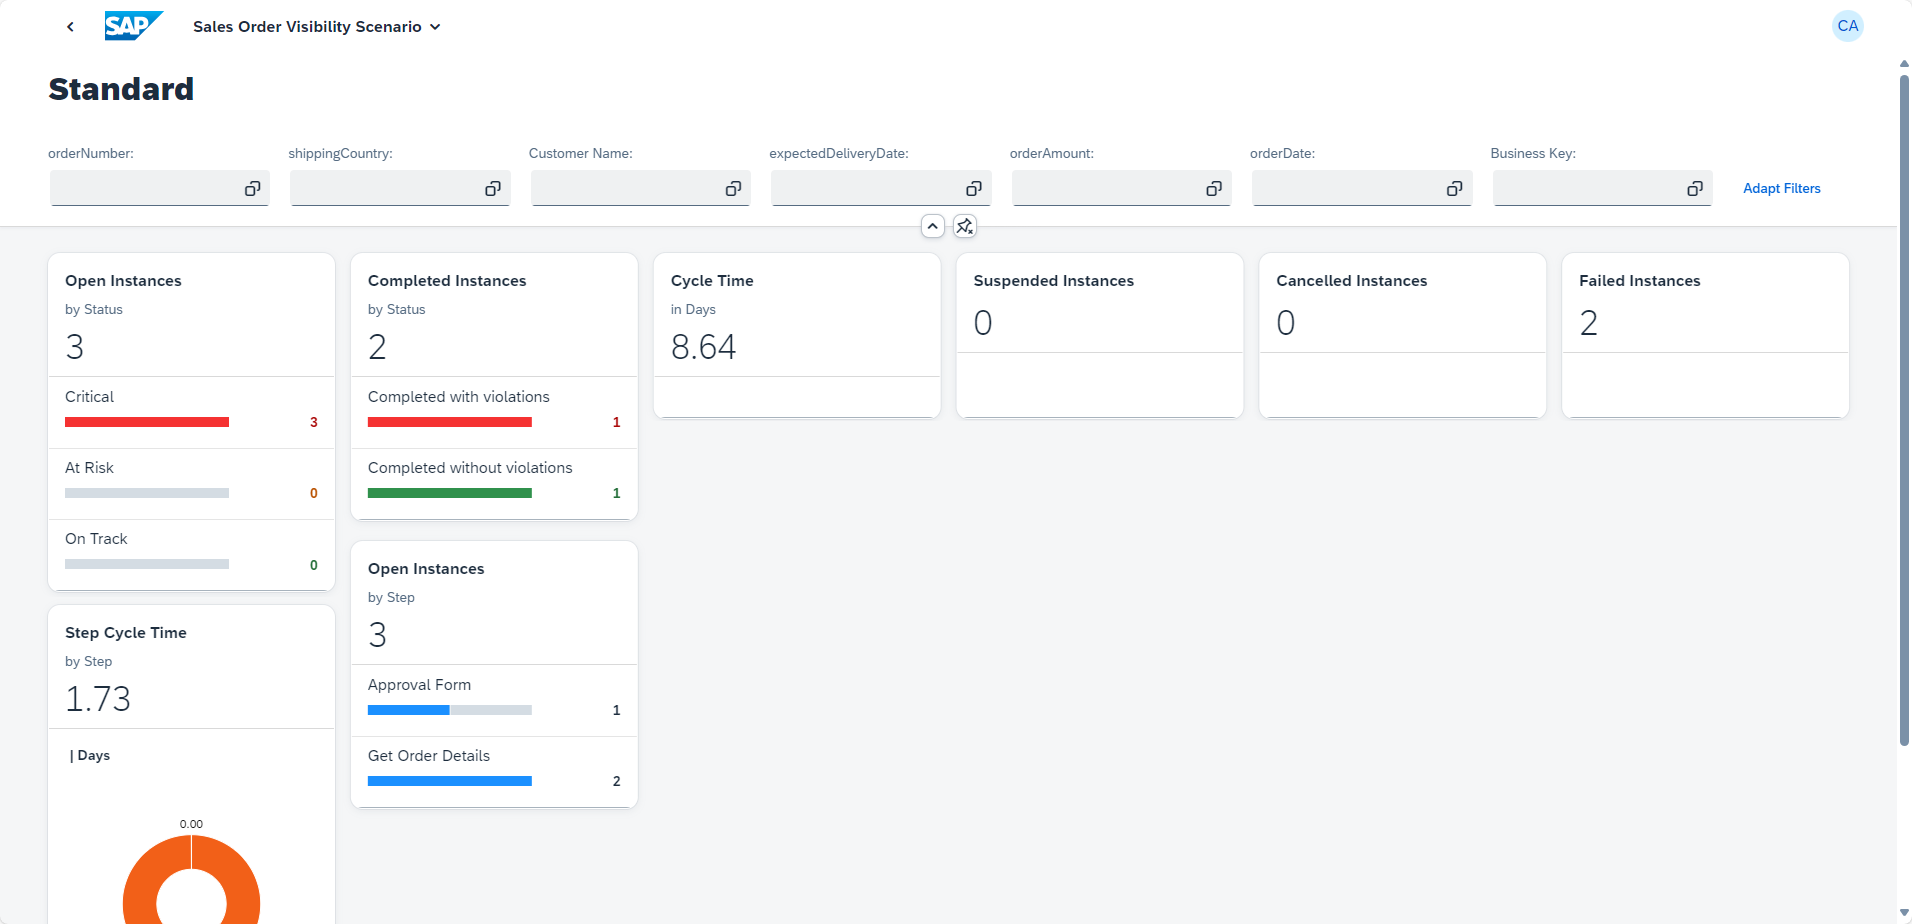 SAP
Sales Order Visibility Scenario
CA
Standard
orderNumber:
shippingCountry:
Customer Name:
expectedDeliveryDate:
orderAmount:
orderDate:
Business Key:
Adapt Filters
Open Instances
by Status
3
Critical
3
At Risk
0
On Track
0
Completed Instances
by Status
2
Completed with violations
1
Completed without violations
1
Cycle Time
in Days
8.64
Suspended Instances
0
Cancelled Instances
0
Failed Instances
2
Step Cycle Time
by Step
1.73
| Days
0.00
Open Instances
by Step
3
Approval Form
1
Get Order Details
2